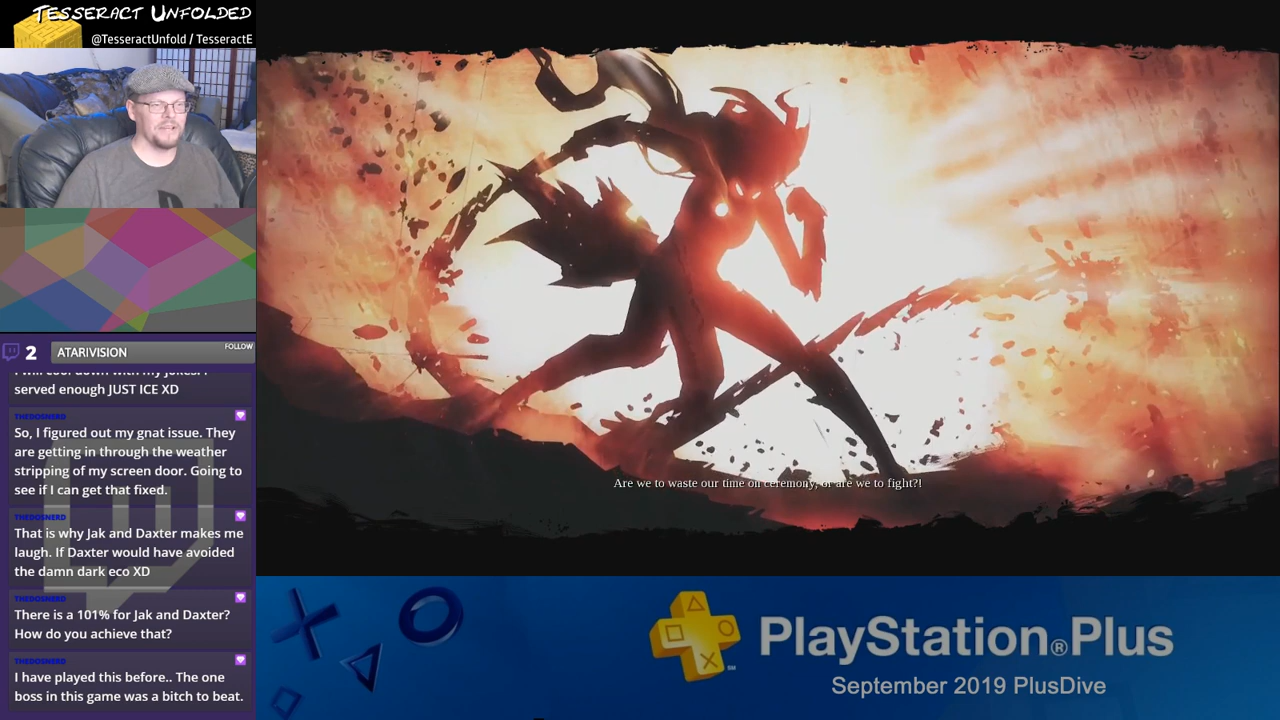 TESSERACT UNFOLDED
@TesseractUnfold / TesseractE
2
ATARIVISION
FOLLOW
served enough JUST ICE XD
THEDOSNERD
So, I figured out my gnat issue. They
are getting in through the weather
stripping of my screen door. Going to
see if I can get that fixed.
THEDOSNERD
That is why Jak and Daxter makes me
laugh. If Daxter would have avoided
the damn dark eco XD
THEDOSNERD
There is a 101% for Jak and Daxter?
How do you achieve that?
THEDOSNERD
I have played this before.. The one
boss in this game was a bitch to beat.
Are we to waste our time on ceremony, or are we to fight?!
PlayStation®Plus
SM
September 2019 PlusDive